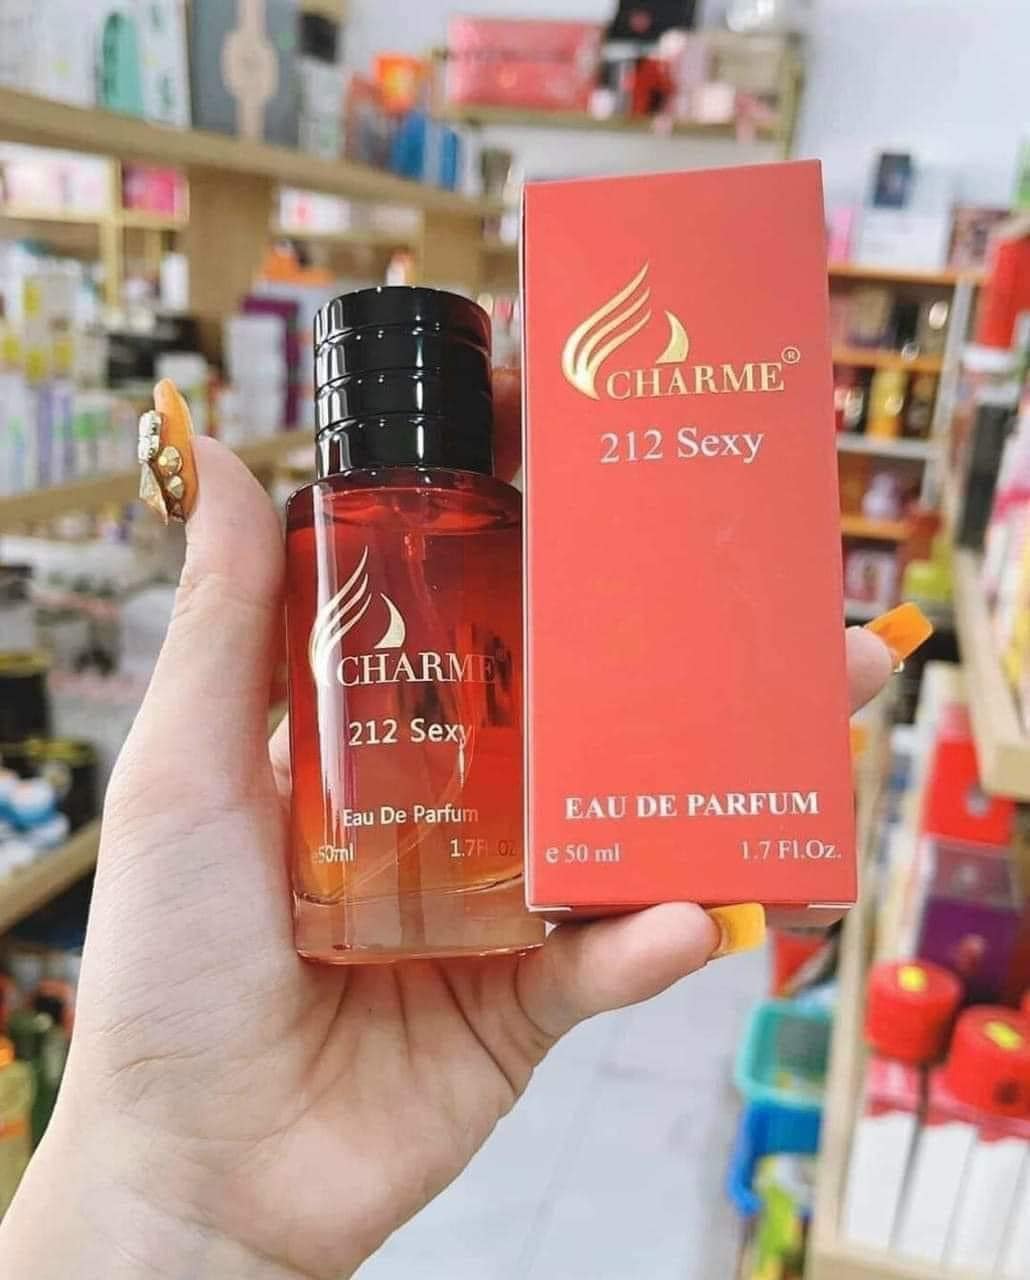 CHARME
212 Sexy
Eau De Parfum
e50ml 1.7Fl.Oz
CHARME®
212 Sexy
EAU DE PARFUM
e 50 ml 1.7 Fl.Oz.